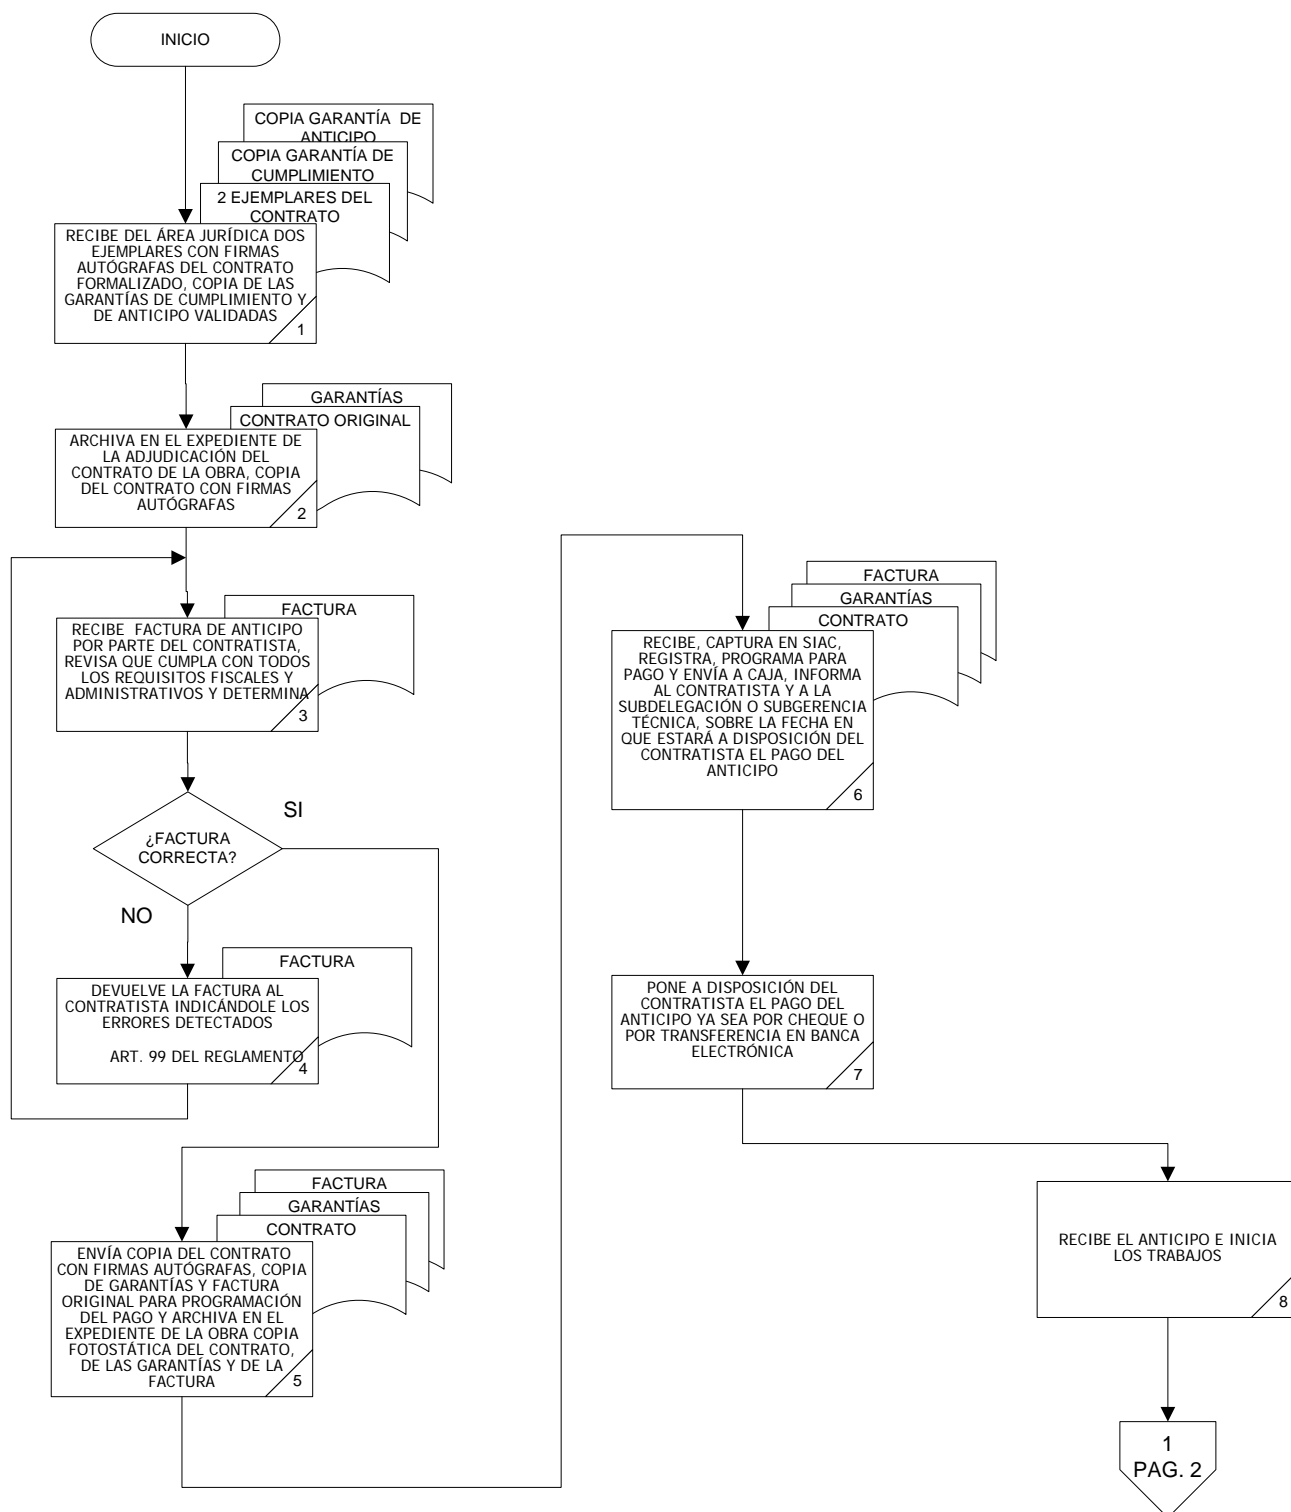 INICIO
COPIA GARANTÍA DE
ANTICIPO
COPIA GARANTÍA DE
CUMPLIMIENTO
2 EJEMPLARES DEL
CONTRATO
RECIBE DEL ÁREA JURÍDICA DOS
EJEMPLARES CON FIRMAS
AUTÓGRAFAS DEL CONTRATO
FORMALIZADO, COPIA DE LAS
GARANTÍAS DE CUMPLIMIENTO Y
DE ANTICIPO VALIDADAS
1
GARANTÍAS
CONTRATO ORIGINAL
ARCHIVA EN EL EXPEDIENTE DE
LA ADJUDICACIÓN DEL
CONTRATO DE LA OBRA, COPIA
DEL CONTRATO CON FIRMAS
AUTÓGRAFAS
2
FACTURA
RECIBE FACTURA DE ANTICIPO
POR PARTE DEL CONTRATISTA,
REVISA QUE CUMPLA CON TODOS
LOS REQUISITOS FISCALES Y
ADMINISTRATIVOS Y DETERMINA
3
¿FACTURA
CORRECTA?
SI
NO
FACTURA
DEVUELVE LA FACTURA AL
CONTRATISTA INDICÁNDOLE LOS
ERRORES DETECTADOS
ART. 99 DEL REGLAMENTO
4
FACTURA
GARANTÍAS
CONTRATO
ENVÍA COPIA DEL CONTRATO
CON FIRMAS AUTÓGRAFAS, COPIA
DE GARANTÍAS Y FACTURA
ORIGINAL PARA PROGRAMACIÓN
DEL PAGO Y ARCHIVA EN EL
EXPEDIENTE DE LA OBRA COPIA
FOTOSTÁTICA DEL CONTRATO,
DE LAS GARANTÍAS Y DE LA
FACTURA
5
FACTURA
GARANTÍAS
CONTRATO
RECIBE, CAPTURA EN SIAC,
REGISTRA, PROGRAMA PARA
PAGO Y ENVÍA A CAJA, INFORMA
AL CONTRATISTA Y A LA
SUBDELEGACIÓN O SUBGERENCIA
TÉCNICA, SOBRE LA FECHA EN
QUE ESTARÁ A DISPOSICIÓN DEL
CONTRATISTA EL PAGO DEL
ANTICIPO
6
PONE A DISPOSICIÓN DEL
CONTRATISTA EL PAGO DEL
ANTICIPO YA SEA POR CHEQUE O
POR TRANSFERENCIA EN BANCA
ELECTRÓNICA
7
RECIBE EL ANTICIPO E INICIA
LOS TRABAJOS
8
1
PAG. 2